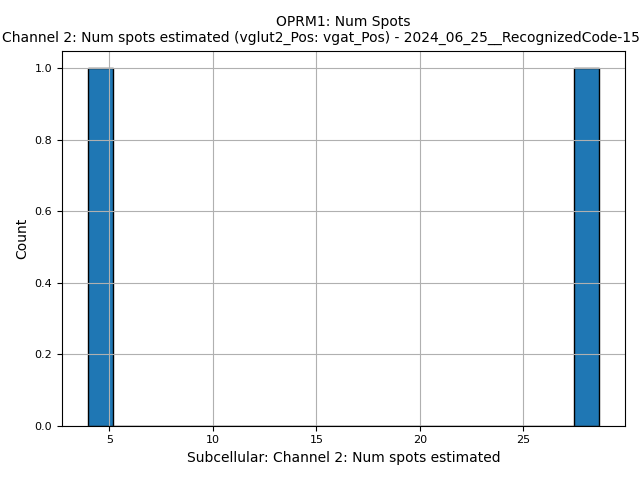 OPRM1: Num Spots
Channel 2: Num spots estimated (vglut2_Pos: vgat_Pos) - 2024_06_25__RecognizedCode-15
1.0
0.8
0.6
0.4
0.2
0.0
Count
5 10 15 20 25
Subcellular: Channel 2: Num spots estimated